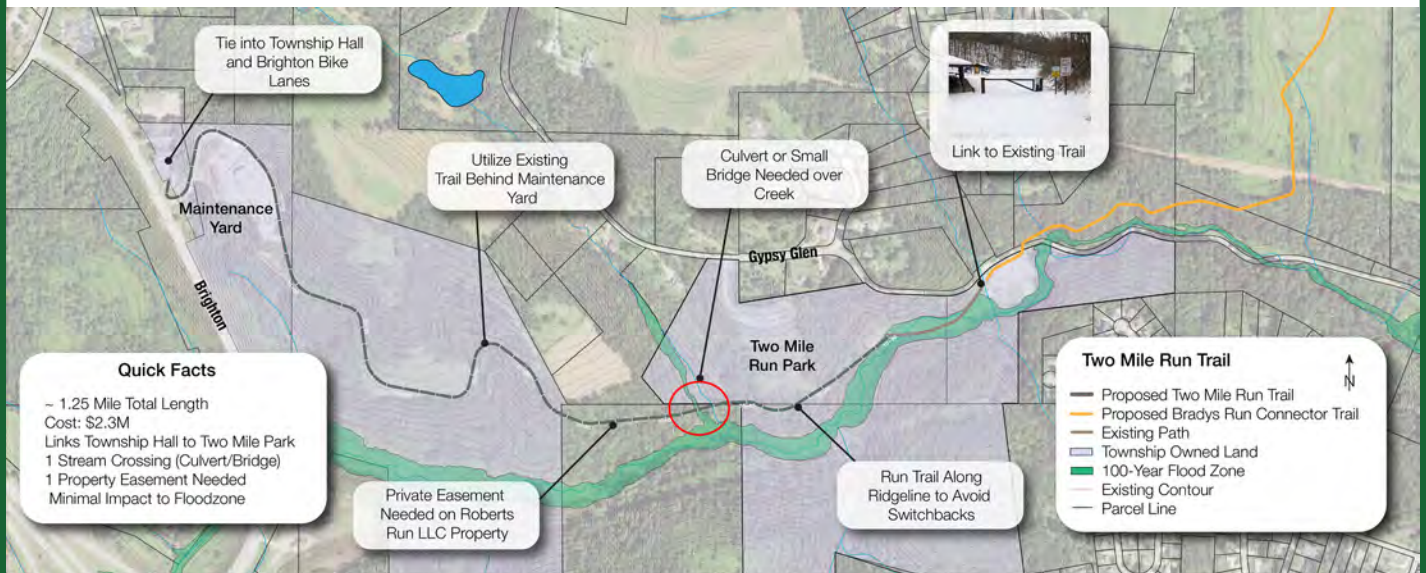 Tie into Township Hall
and Brighton Bike
Lanes
Utilize Existing
Trail Behind Maintenance
Yard
Culvert or Small
Bridge Needed over
Creek
Link to Existing Trail
Maintenance
Yard
Brighton
Gypsy Glen
Two Mile
Run Park
Quick Facts
~ 1.25 Mile Total Length
Cost: $2.3M
Links Township Hall to Two Mile Park
1 Stream Crossing (Culvert/Bridge)
1 Property Easement Needed
Minimal Impact to Floodzone
Private Easement
Needed on Roberts
Run LLC Property
Run Trail Along
Ridgeline to Avoid
Switchbacks
Two Mile Run Trail
N
Proposed Two Mile Run Trail
Proposed Bradys Run Connector Trail
Existing Path
Township Owned Land
100-Year Flood Zone
Existing Contour
Parcel Line